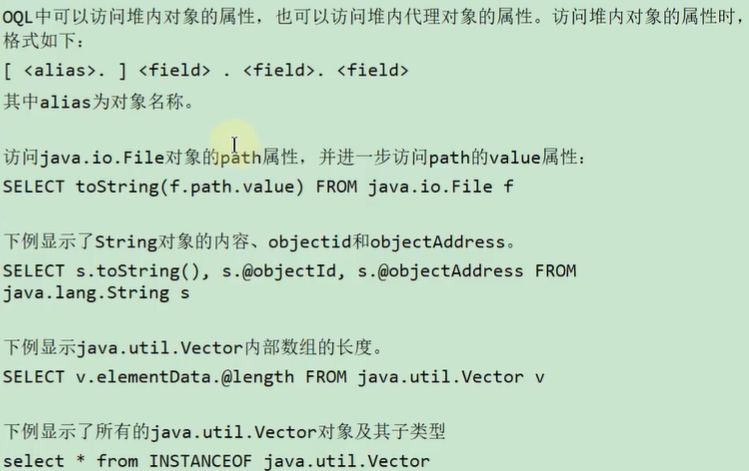 OQL中可以访问堆内对象的属性，也可以访问堆内代理对象的属性。访问堆内对象的属性时，
格式如下：
[ <alias>. ] <field> . <field>. <field>
其中alias为对象名称。
访问java.io.File对象的path属性，并进一步访问path的value属性：
SELECT toString(f.path.value) FROM java.io.File f
下例显示了String对象的内容、objectid和objectAddress。
SELECT s.toString(), s.@objectId, s.@objectAddress FROM
java.lang.String s
下例显示java.util.Vector内部数组的长度。
SELECT v.elementData.@length FROM java.util.Vector v
下例显示了所有的java.util.Vector对象及其子类型
select * from INSTANCEOF java.util.Vector